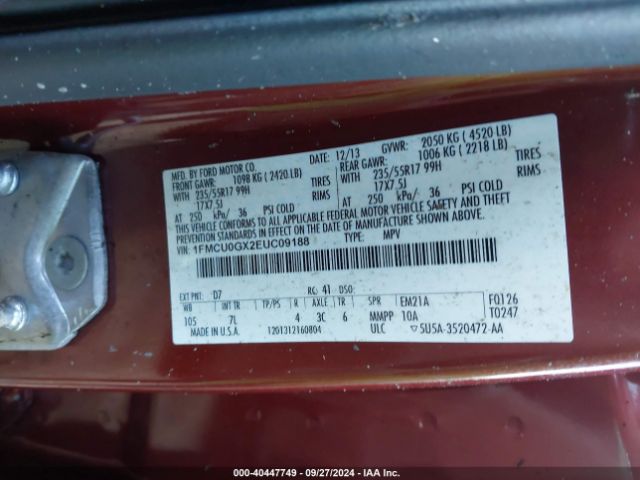 MFD. BY FORD MOTOR CO.
DATE: 12/13
GVWR: 2050 KG ( 4520 LB)
FRONT GAWR: 1098 KG (2420 LB)
REAR GAWR: 1006 KG ( 2218 LB)
WITH 235/55R17 99H TIRES
235/55R17 99H TIRES
17X7.5J RIMS
17X7.5J RIMS
AT 250 kPa/ 36 PSI COLD
AT 250 kPa/ 36 PSI COLD
THIS VEHICLE CONFORMS TO ALL APPLICABLE FEDERAL MOTOR VEHICLE SAFETY AND THEFT
PREVENTION STANDARDS IN EFFECT ON THE DATE OF MANUFACTURE SHOWN ABOVE.
VIN: 1FMCU0GX2EUC09188
TYPE: MPV
EXT PNT: D7 RC: 41 DSO:
WB INT TR TP/PS R AXLE TR SPR EM21A FQ126
105 7L 4 3C 6 MMPP 10A T0247
MADE IN U.S.A. 1201312160804 ULC 5U5A-3520472-AA
000-40447749 - 09/27/2024 - IAA Inc.